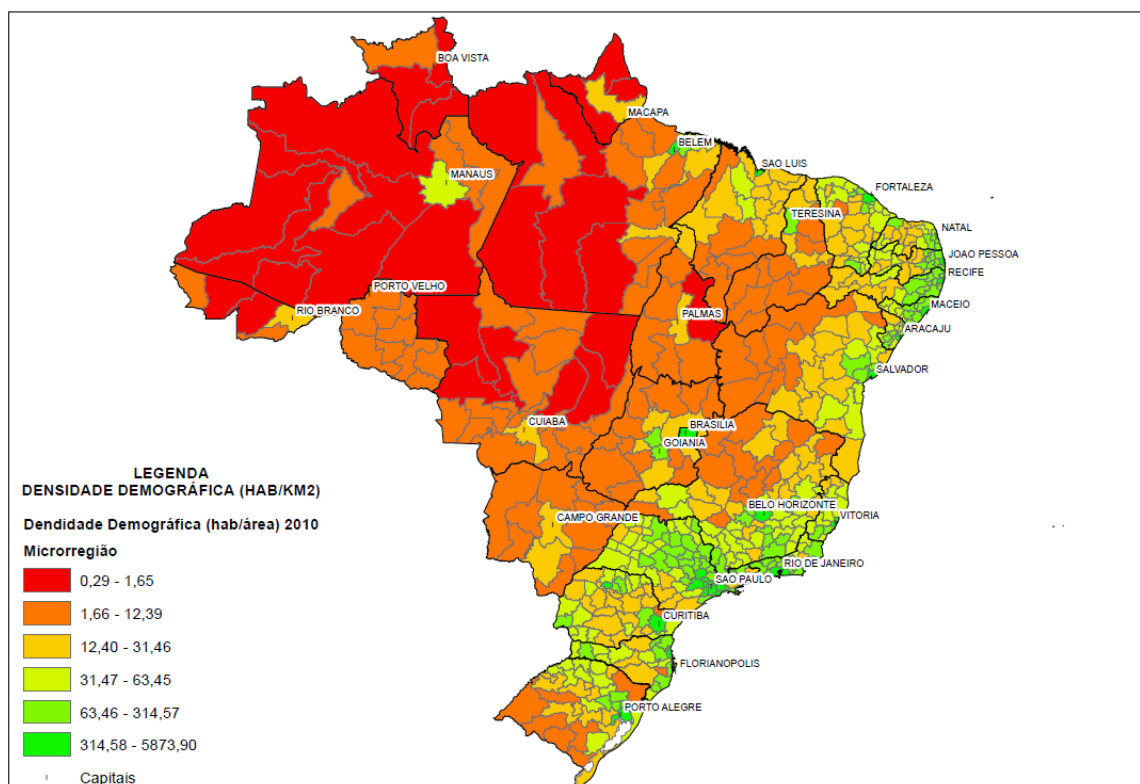 BOA VISTA
MACAPA
BELEM
SAO LUIS
MANAUS
FORTALEZA
TERESINA
NATAL
JOAO PESSOA
RECIFE
PORTO VELHO
MACEIO
RIO BRANCO
PALMAS
ARACAJU
SALVADOR
CUIABA
BRASILIA
GOIANIA
LEGENDA
DENSIDADE DEMOGRÁFICA (HAB/KM2)
BELO HORIZONTE
CAMPO GRANDE
VITORIA
Dendidade Demográfica (hab/área) 2010
Microrregião
RIO DE JANEIRO
SAO PAULO
0,29 - 1,65
1,66 - 12,39
CURITIBA
12,40 - 31,46
FLORIANOPOLIS
31,47 - 63,45
PORTO ALEGRE
63,46 - 314,57
314,58 - 5873,90
Capitais